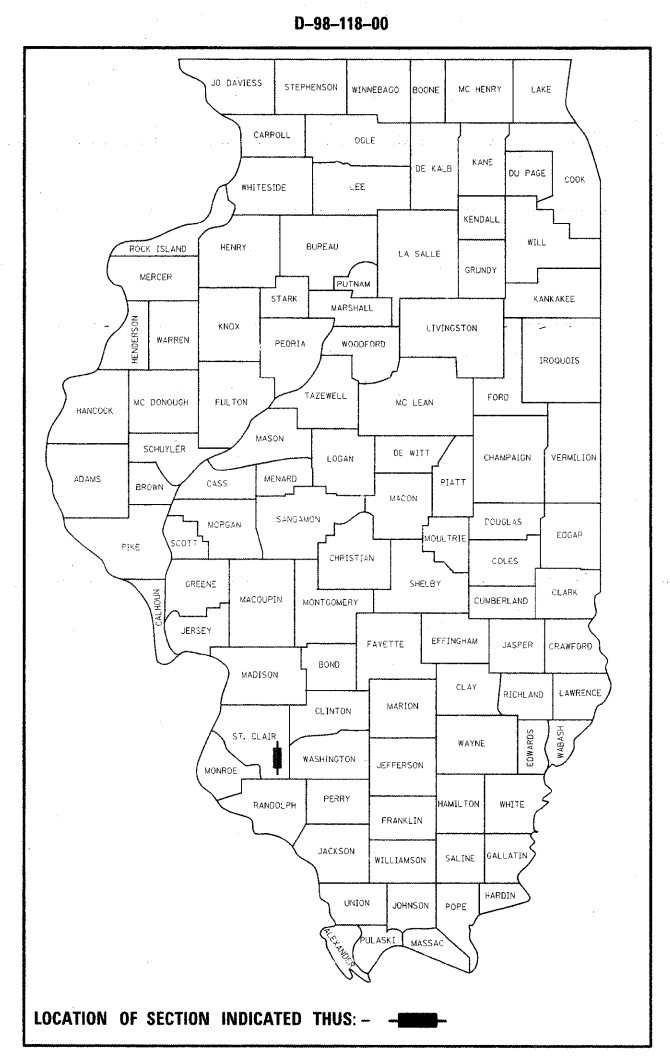 D-98-118-00
JO DAVIESS
STEPHENSON
WINNEBAGO
BOONE
MC HENRY
LAKE
CARROLL
OGLE
DE KALB
KANE
DU PAGE
COOK
WHITESIDE
LEE
KENDALL
ROCK ISLAND
HENRY
BUREAU
LA SALLE
WILL
GRUNDY
MERCER
PUTNAM
STARK
MARSHALL
KANKAKEE
HENDERSON
WARREN
KNOX
PEORIA
WOODFORD
LIVINGSTON
IROQUOIS
HANCOCK
MC DONOUGH
FULTON
TAZEWELL
MC LEAN
FORD
SCHUYLER
MASON
LOGAN
DE WITT
CHAMPAIGN
VERMILION
ADAMS
BROWN
CASS
MENARD
MACON
PIATT
PIKE
SCOTT
MORGAN
SANGAMON
MOULTRIE
DOUGLAS
EDGAR
CHRISTIAN
COLES
CALHOUN
GREENE
MACOUPIN
MONTGOMERY
SHELBY
CUMBERLAND
CLARK
JERSEY
FAYETTE
EFFINGHAM
JASPER
CRAWFORD
MADISON
BOND
CLAY
RICHLAND
LAWRENCE
CLINTON
MARION
ST. CLAIR
WASHINGTON
WAYNE
EDWARDS
WABASH
MONROE
JEFFERSON
RANDOLPH
PERRY
HAMILTON
WHITE
FRANKLIN
JACKSON
WILLIAMSON
SALINE
GALLATIN
UNION
JOHNSON
POPE
HARDIN
ALEXANDER
PULASKI
MASSAC
LOCATION OF SECTION INDICATED THUS: -